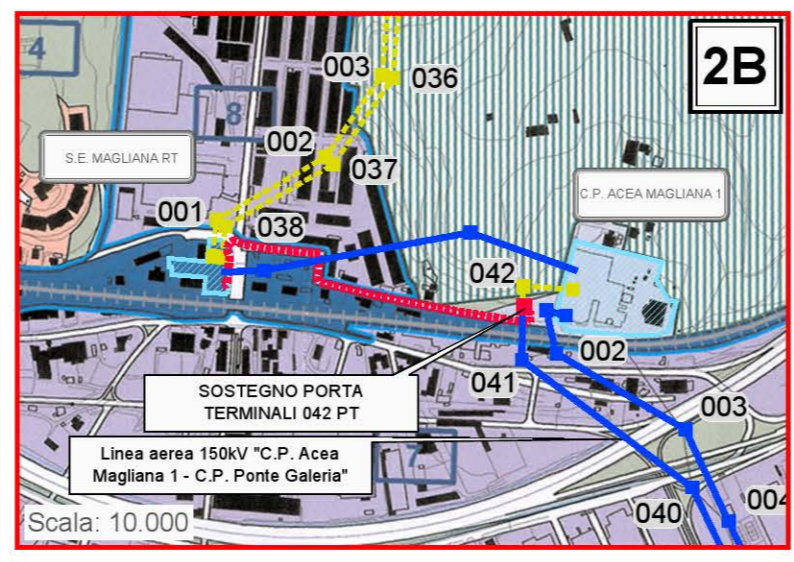 2B
4
8
003
036
002
037
S.E. MAGLIANA RT
C.P. ACEA MAGLIANA 1
001
038
042
002
041
SOSTEGNO PORTA
TERMINALI 042 PT
003
Linea aerea 150kV "C.P. Acea
Magliana 1 - C.P. Ponte Galeria"
7
040
004
Scala: 10.000